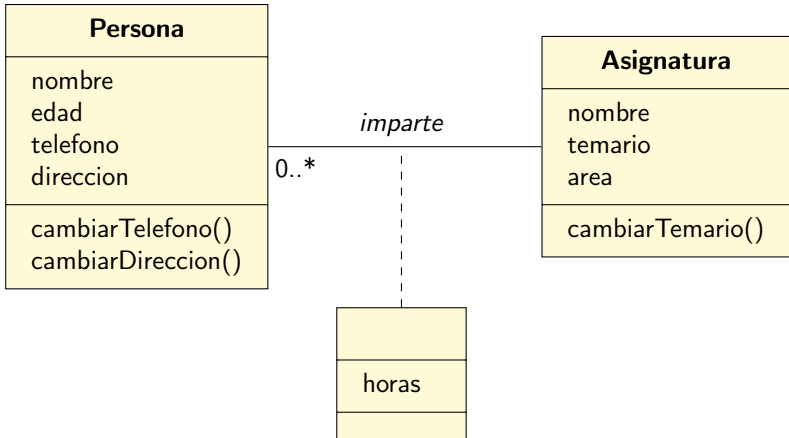 Persona
nombre
edad
telefono
direccion
cambiarTelefono()
cambiarDireccion()
imparte
0..*
Asignatura
nombre
temario
area
cambiarTemario()
horas